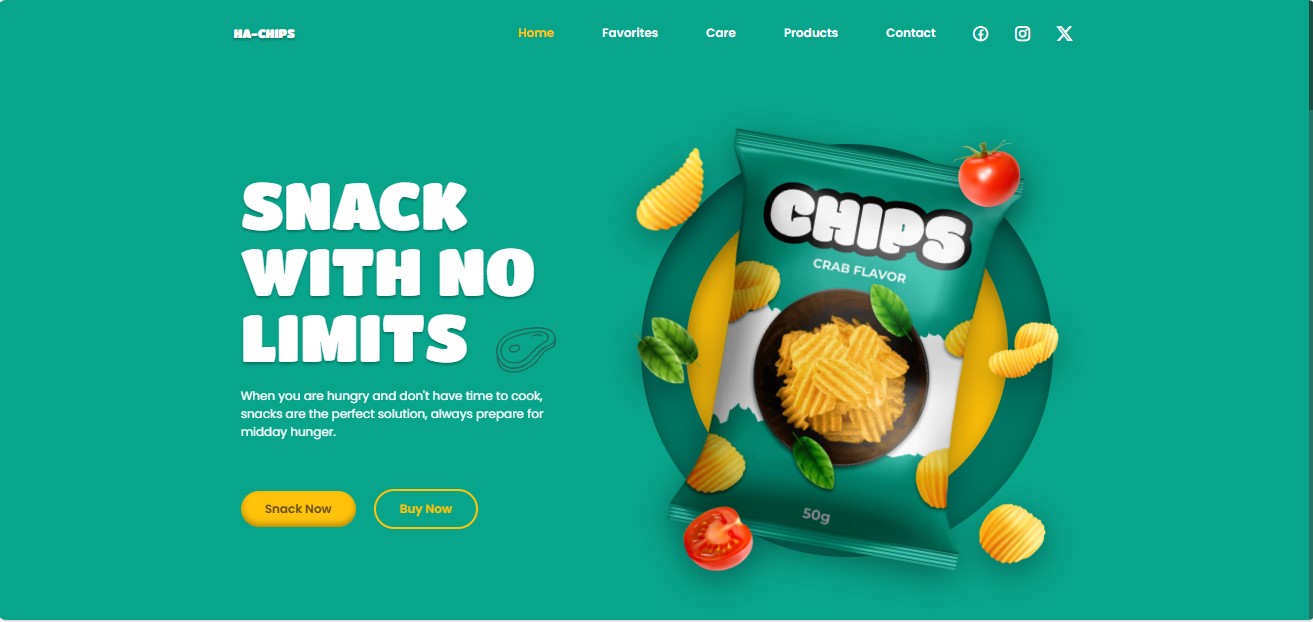 HA-CHIPS
Home Favorites Care Products Contact
SNACK
WITH NO
LIMITS
When you are hungry and don't have time to cook,
snacks are the perfect solution, always prepare for
midday hunger.
Snack Now Buy Now
CHIPS
CRAB FLAVOR
50g